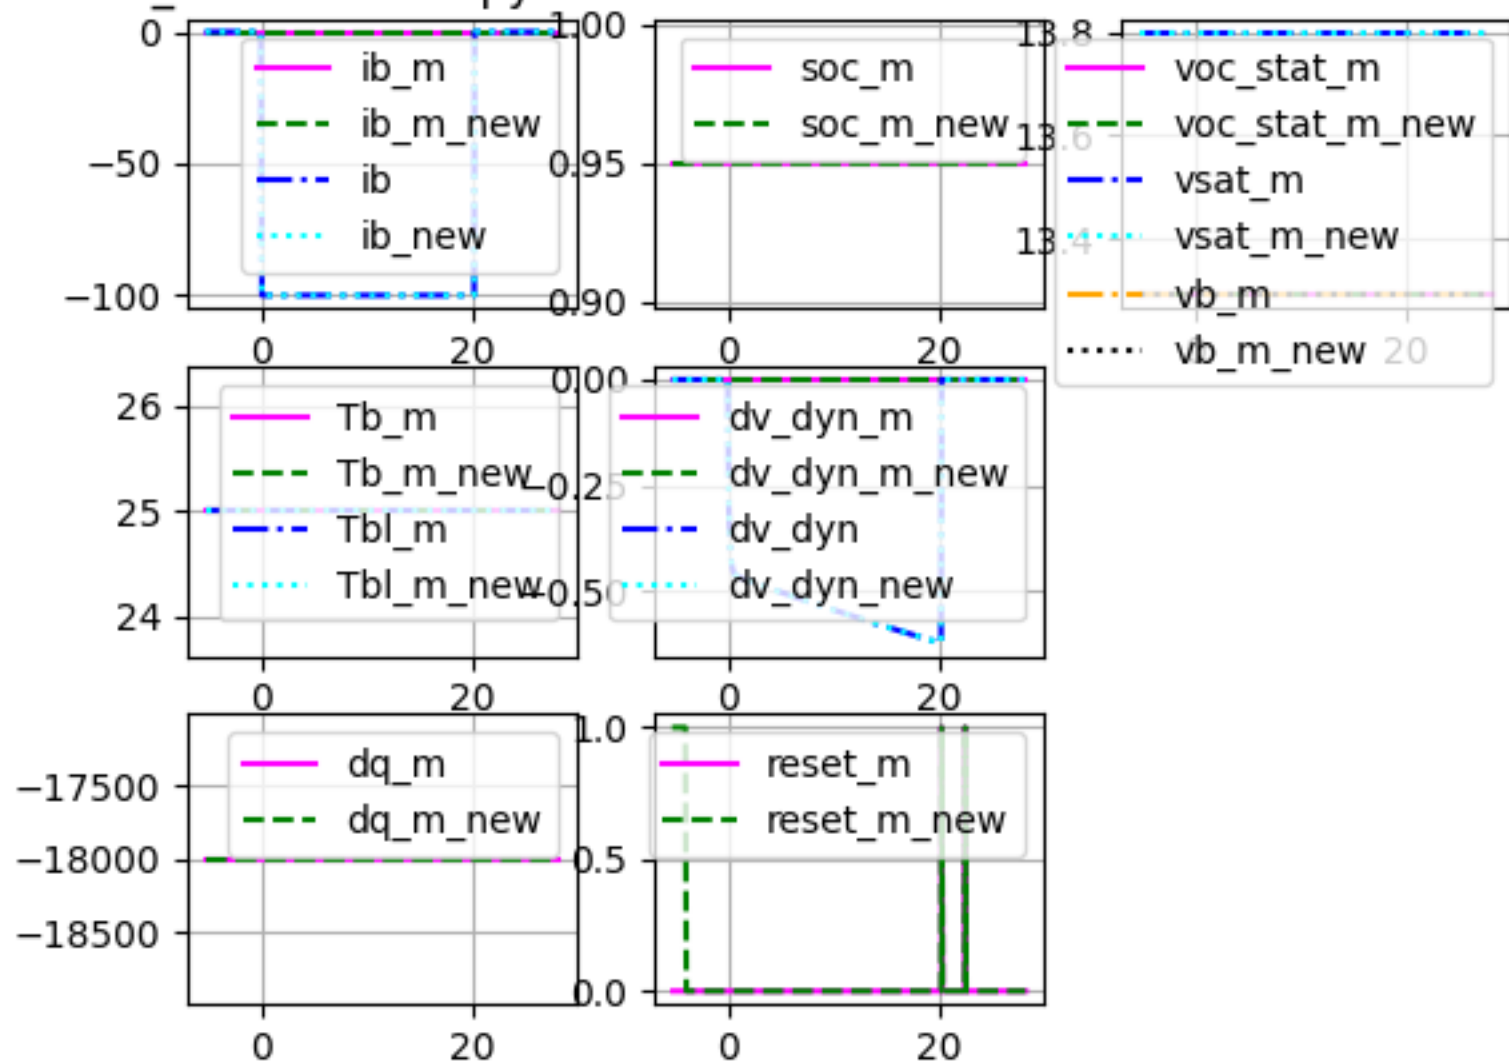 0
−50
−100
ib_m
ib_m_new
ib
ib_new
0 20
1.00
0.95
0.90
soc_m
soc_m_new
0 20
13.8
13.6
13.4
voc_stat_m
voc_stat_m_new
vsat_m
vsat_m_new
vb_m
vb_m_new
20
26
25
24
Tb_m
Tb_m_new
Tbl_m
Tbl_m_new
0 20
0.00
−0.25
−0.50
dv_dyn_m
dv_dyn_m_new
dv_dyn
dv_dyn_new
0 20
−17500
−18000
−18500
dq_m
dq_m_new
0 20
1.0
0.5
0.0
reset_m
reset_m_new
0 20